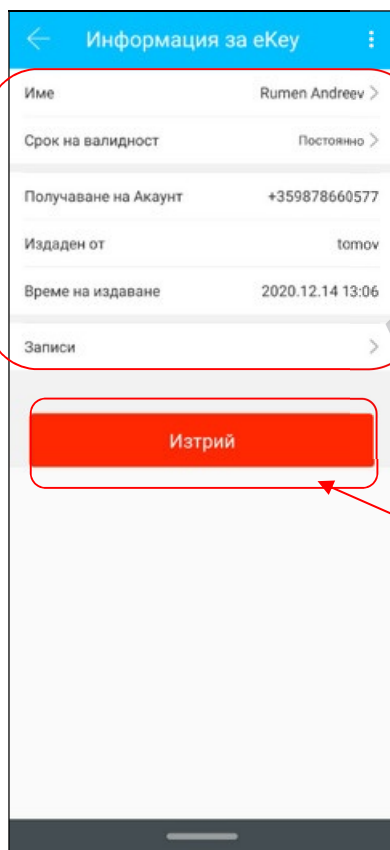 Информация за eKey
Име Rumen Andreev
Срок на валидност Постоянно
Получаване на Акаунт +359878660577
Издаден от tomov
Време на издаване 2020.12.14 13:06
Записи
Изтрий